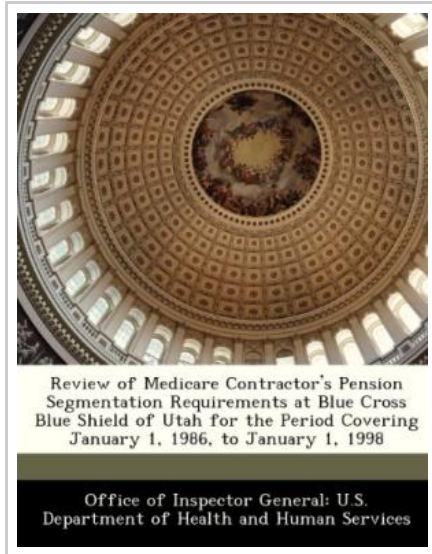 Review of Medicare Contractor's Pension
Segmentation Requirements at Blue Cross
Blue Shield of Utah for the Period Covering
January 1, 1986, to January 1, 1998
Office of Inspector General: U.S.
Department of Health and Human Services